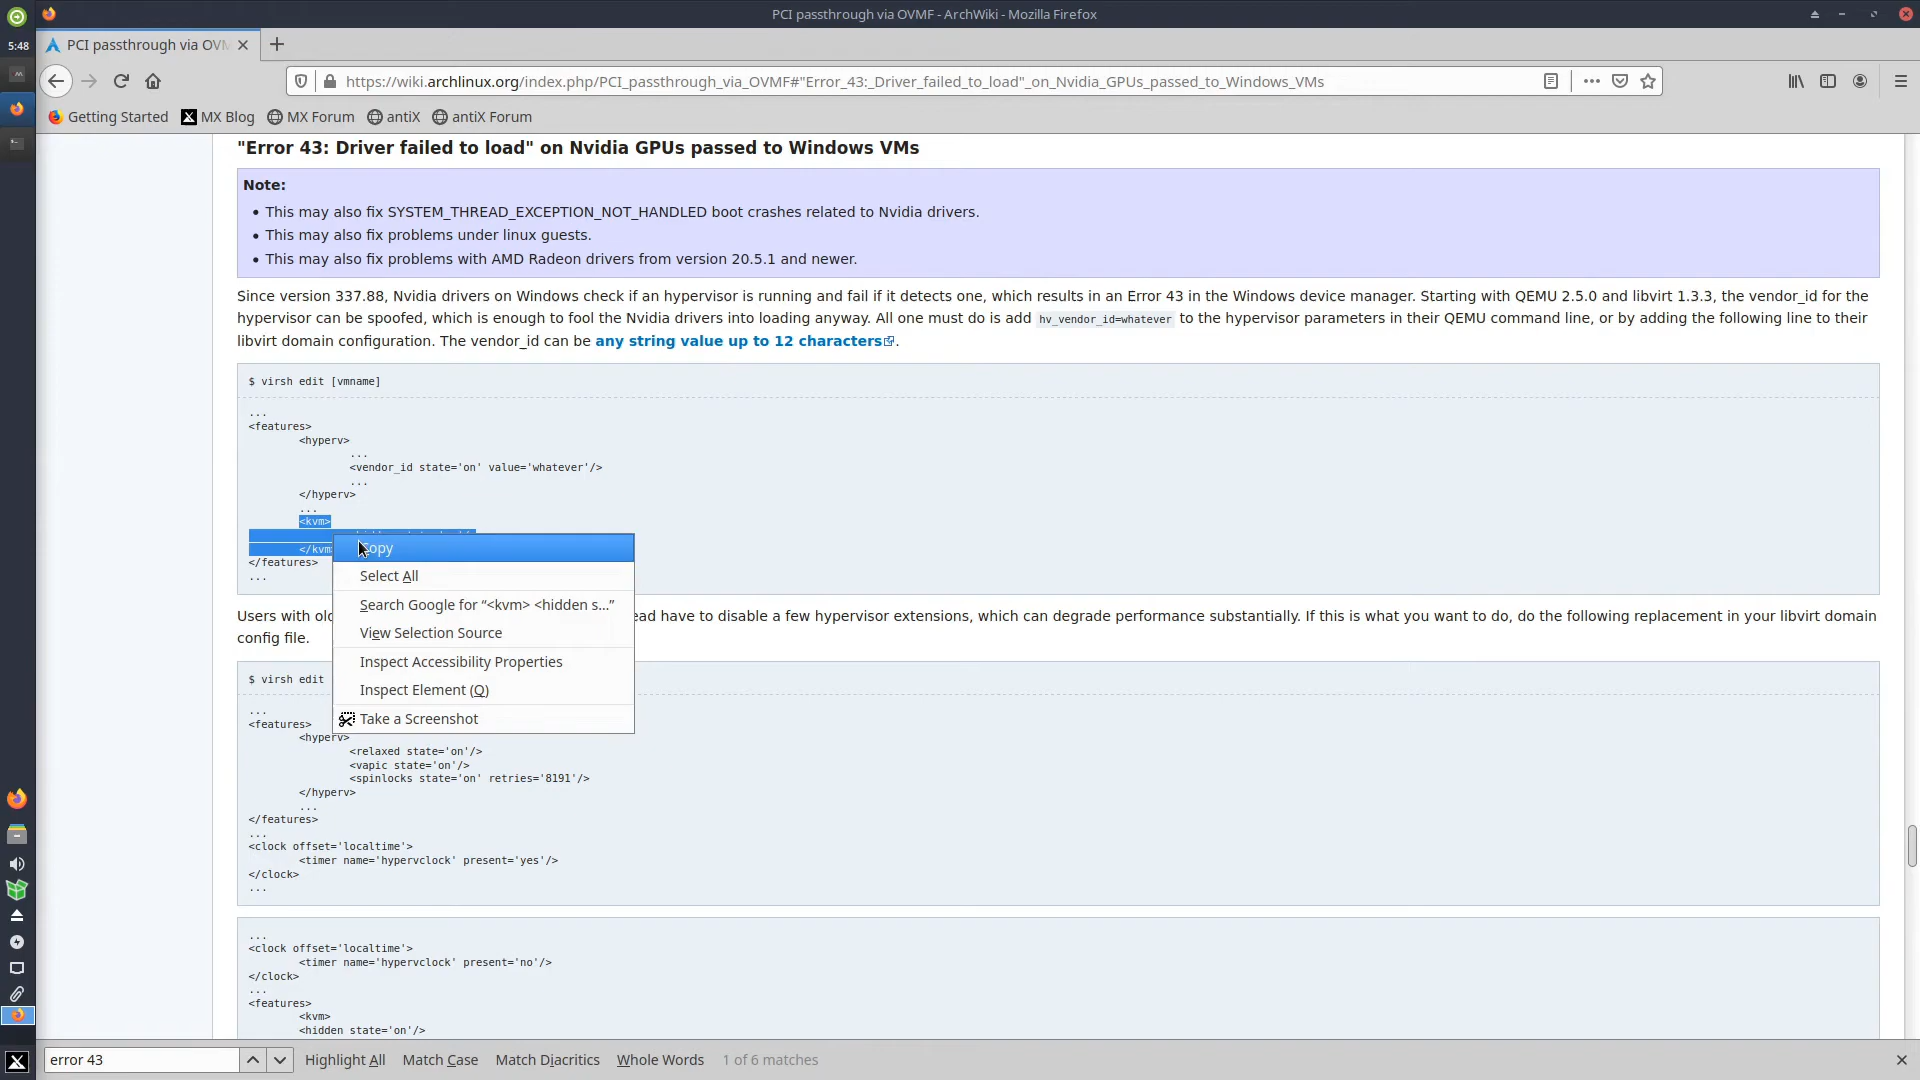 PCI passthrough via OVMF - ArchWiki - Mozilla Firefox
5:48
PCI passthrough via OVM
https://wiki.archlinux.org/index.php/PCI_passthrough_via_OVMF#"Error_43:_Driver_failed_to_load"_on_Nvidia_GPUs_passed_to_Windows_VMs
Getting Started
MX Blog
MX Forum
antiX
antiX Forum
"Error 43: Driver failed to load" on Nvidia GPUs passed to Windows VMs
Note:
• This may also fix SYSTEM_THREAD_EXCEPTION_NOT_HANDLED boot crashes related to Nvidia drivers.
• This may also fix problems under linux guests.
• This may also fix problems with AMD Radeon drivers from version 20.5.1 and newer.
Since version 337.88, Nvidia drivers on Windows check if an hypervisor is running and fail if it detects one, which results in an Error 43 in the Windows device manager. Starting with QEMU 2.5.0 and libvirt 1.3.3, the vendor_id for the
hypervisor can be spoofed, which is enough to fool the Nvidia drivers into loading anyway. All one must do is add hv_vendor_id=whatever to the hypervisor parameters in their QEMU command line, or by adding the following line to their
libvirt domain configuration. The vendor_id can be any string value up to 12 characters.
$ virsh edit [vmname]
...
<features>
<hyperv>
...
<vendor_id state='on' value='whatever'/>
...
</hyperv>
...
<kvm>
</kvm>
</features>
...
Copy
Select All
Search Google for “<kvm> <hidden s...”
View Selection Source
Inspect Accessibility Properties
Inspect Element (Q)
Take a Screenshot
Users with old
ead have to disable a few hypervisor extensions, which can degrade performance substantially. If this is what you want to do, do the following replacement in your libvirt domain
config file.
$ virsh edit
...
<features>
<hyperv>
<relaxed state='on'/>
<vapic state='on'/>
<spinlocks state='on' retries='8191'/>
</hyperv>
...
</features>
...
<clock offset='localtime'>
<timer name='hypervclock' present='yes'/>
</clock>
...
...
<clock offset='localtime'>
<timer name='hypervclock' present='no'/>
</clock>
...
<features>
<kvm>
<hidden state='on'/>
error 43
Highlight All
Match Case
Match Diacritics
Whole Words
1 of 6 matches